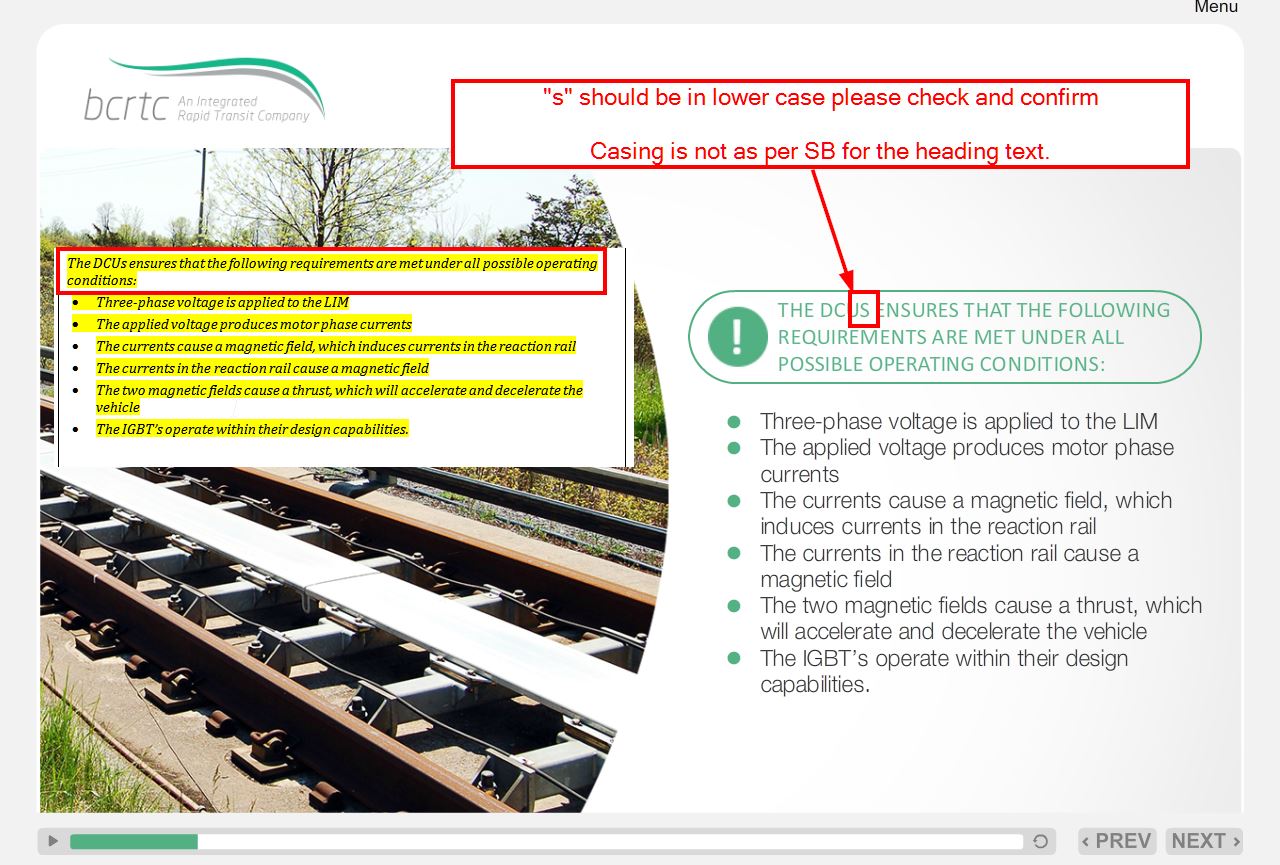 Menu
bcrtc An Integrated
Rapid Transit Company
"s" should be in lower case please check and confirm
Casing is not as per SB for the heading text.
The DCUs ensures that the following requirements are met under all possible operating
conditions:
• Three-phase voltage is applied to the LIM
• The applied voltage produces motor phase currents
• The currents cause a magnetic field, which induces currents in the reaction rail
• The currents in the reaction rail cause a magnetic field
• The two magnetic fields cause a thrust, which will accelerate and decelerate the
vehicle
• The IGBT's operate within their design capabilities.
! THE DCUS ENSURES THAT THE FOLLOWING
REQUIREMENTS ARE MET UNDER ALL
POSSIBLE OPERATING CONDITIONS:
• Three-phase voltage is applied to the LIM
• The applied voltage produces motor phase
currents
• The currents cause a magnetic field, which
induces currents in the reaction rail
• The currents in the reaction rail cause a
magnetic field
• The two magnetic fields cause a thrust, which
will accelerate and decelerate the vehicle
• The IGBT's operate within their design
capabilities.
‹ PREV NEXT ›